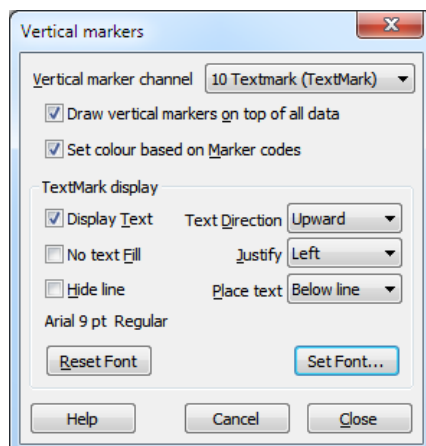 Vertical markers
Vertical marker channel 10 Textmark (TextMark)
Draw vertical markers on top of all data
Set colour based on Marker codes
TextMark display
Display Text Text Direction Upward
No text Fill Justify Left
Hide line Place text Below line
Arial 9 pt Regular
Reset Font Set Font...
Help Cancel Close